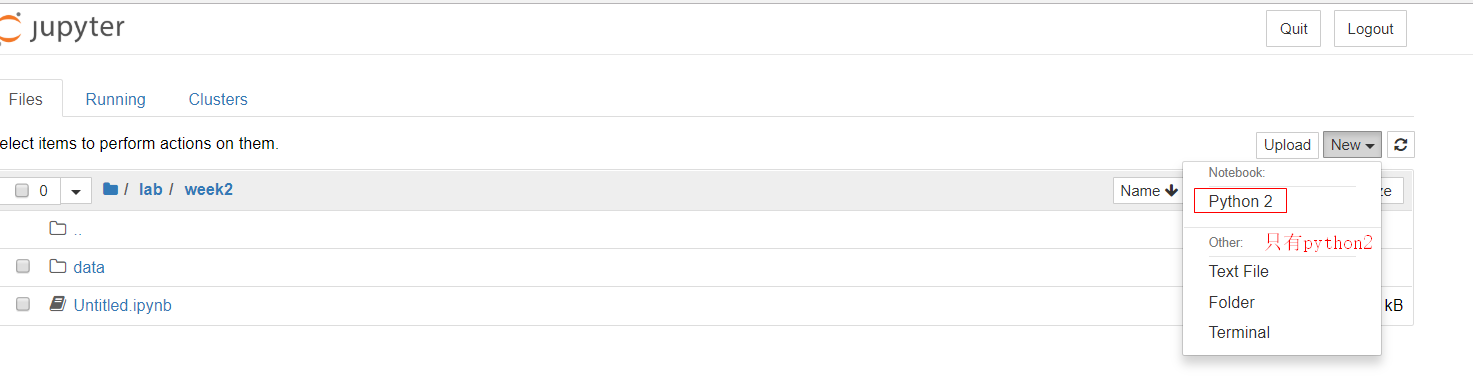 jupyter
Quit
Logout
Files
Running
Clusters
elect items to perform actions on them.
Upload
New
0
/ lab / week2
Name
ze
Notebook:
Python 2
Other:
只有python2
..
data
Text File
Untitled.ipynb
Folder
kB
Terminal